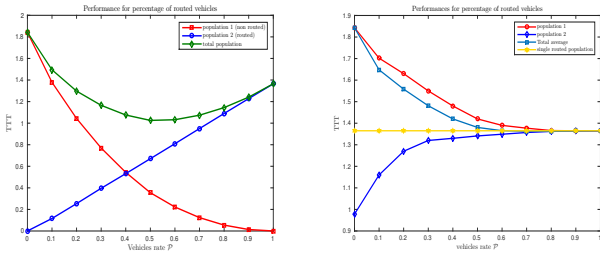 Performance for percentage of routed vehicles
TTT
2
1.8
1.6
1.4
1.2
1
0.8
0.6
0.4
0.2
0
0 0.1 0.2 0.3 0.4 0.5 0.6 0.7 0.8 0.9 1
Vehicles rate 𝒫
population 1 (non routed)
population 2 (routed)
total population
Performances for percentage of routed vehicles
TTT
1.9
1.8
1.7
1.6
1.5
1.4
1.3
1.2
1.1
1
0.9
0 0.1 0.2 0.3 0.4 0.5 0.6 0.7 0.8 0.9 1
vehicles rate 𝒫
population 1
population 2
Total average
single routed population